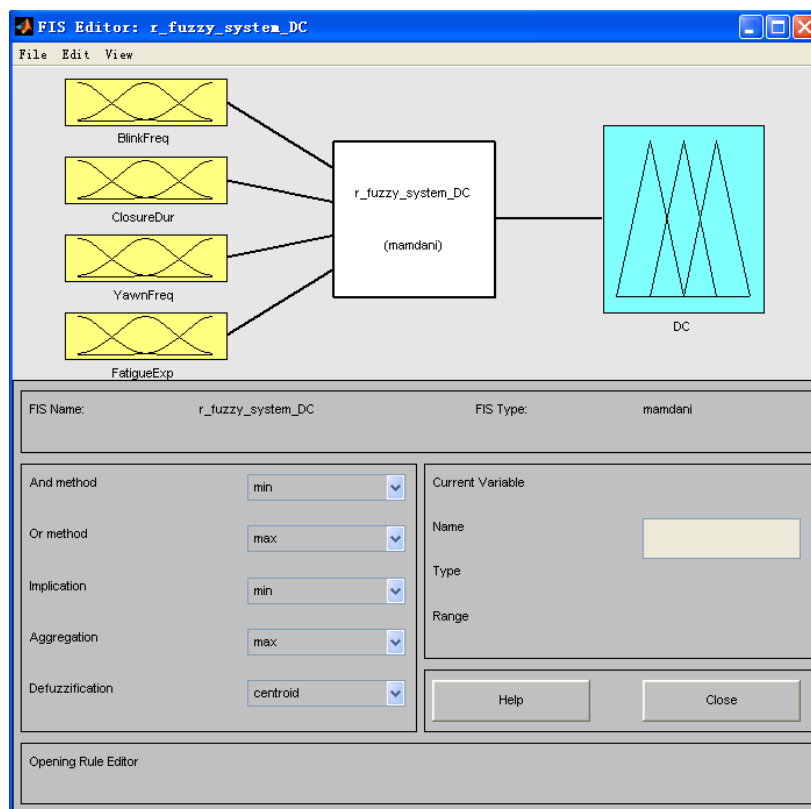 FIS Editor: r_fuzzy_system_DC
File Edit View
BlinkFreq
ClosureDur
YawnFreq
FatigueExp
r_fuzzy_system_DC
(mamdani)
DC
FIS Name: r_fuzzy_system_DC FIS Type: mamdani
And method min
Or method max
Implication min
Aggregation max
Defuzzification centroid
Current Variable
Name
Type
Range
Help Close
Opening Rule Editor